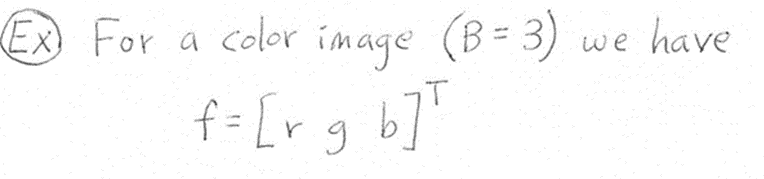 Ex For a color image (B = 3) we have
f = [r g b]^T